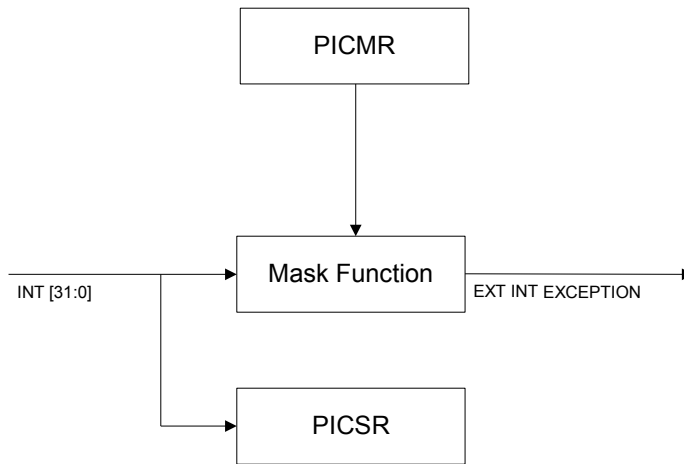 PICMR
Mask Function
INT [31:0]
EXT INT EXCEPTION
PICSR